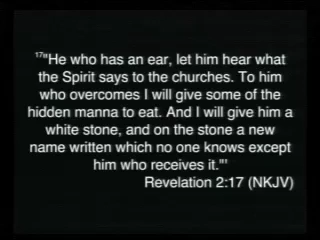 17"He who has an ear, let him hear what
the Spirit says to the churches. To him
who overcomes I will give some of the
hidden manna to eat. And I will give him a
white stone, and on the stone a new
name written which no one knows except
him who receives it."'
Revelation 2:17 (NKJV)